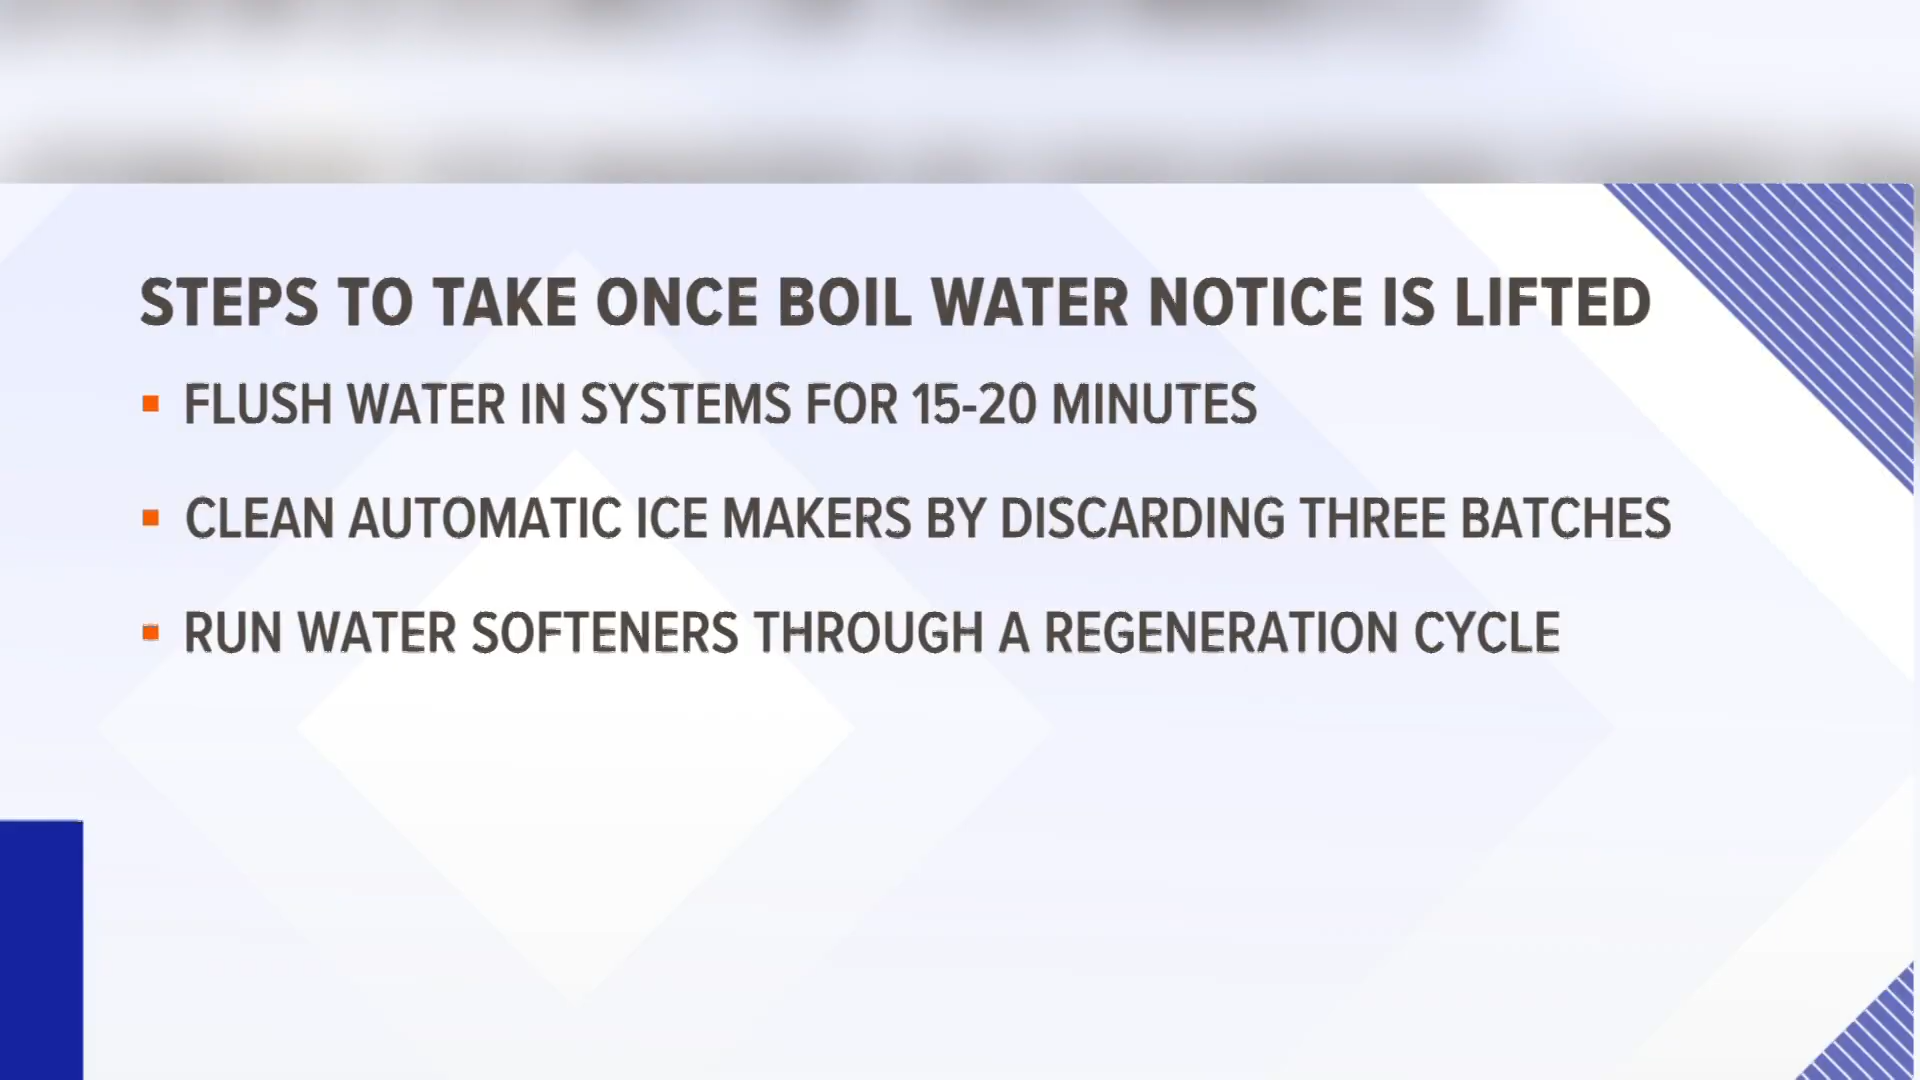 STEPS TO TAKE ONCE BOIL WATER NOTICE IS LIFTED
FLUSH WATER IN SYSTEMS FOR 15-20 MINUTES
CLEAN AUTOMATIC ICE MAKERS BY DISCARDING THREE BATCHES
RUN WATER SOFTENERS THROUGH A REGENERATION CYCLE